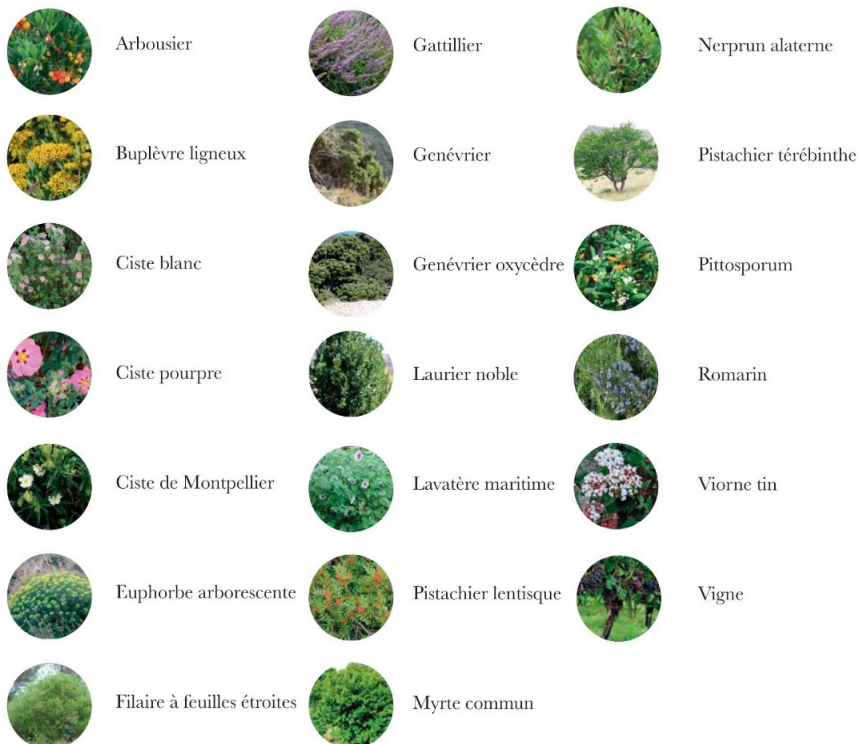 Arbousier
Buplèvre ligneux
Ciste blanc
Ciste pourpre
Ciste de Montpellier
Euphorbe arborescente
Filaire à feuilles étroites
Gattillier
Genévrier
Genévrier oxycèdre
Laurier noble
Lavatère maritime
Pistachier lentisque
Myrte commun
Nerprun alaterne
Pistachier térébinthe
Pittosporum
Romarin
Viorne tin
Vigne